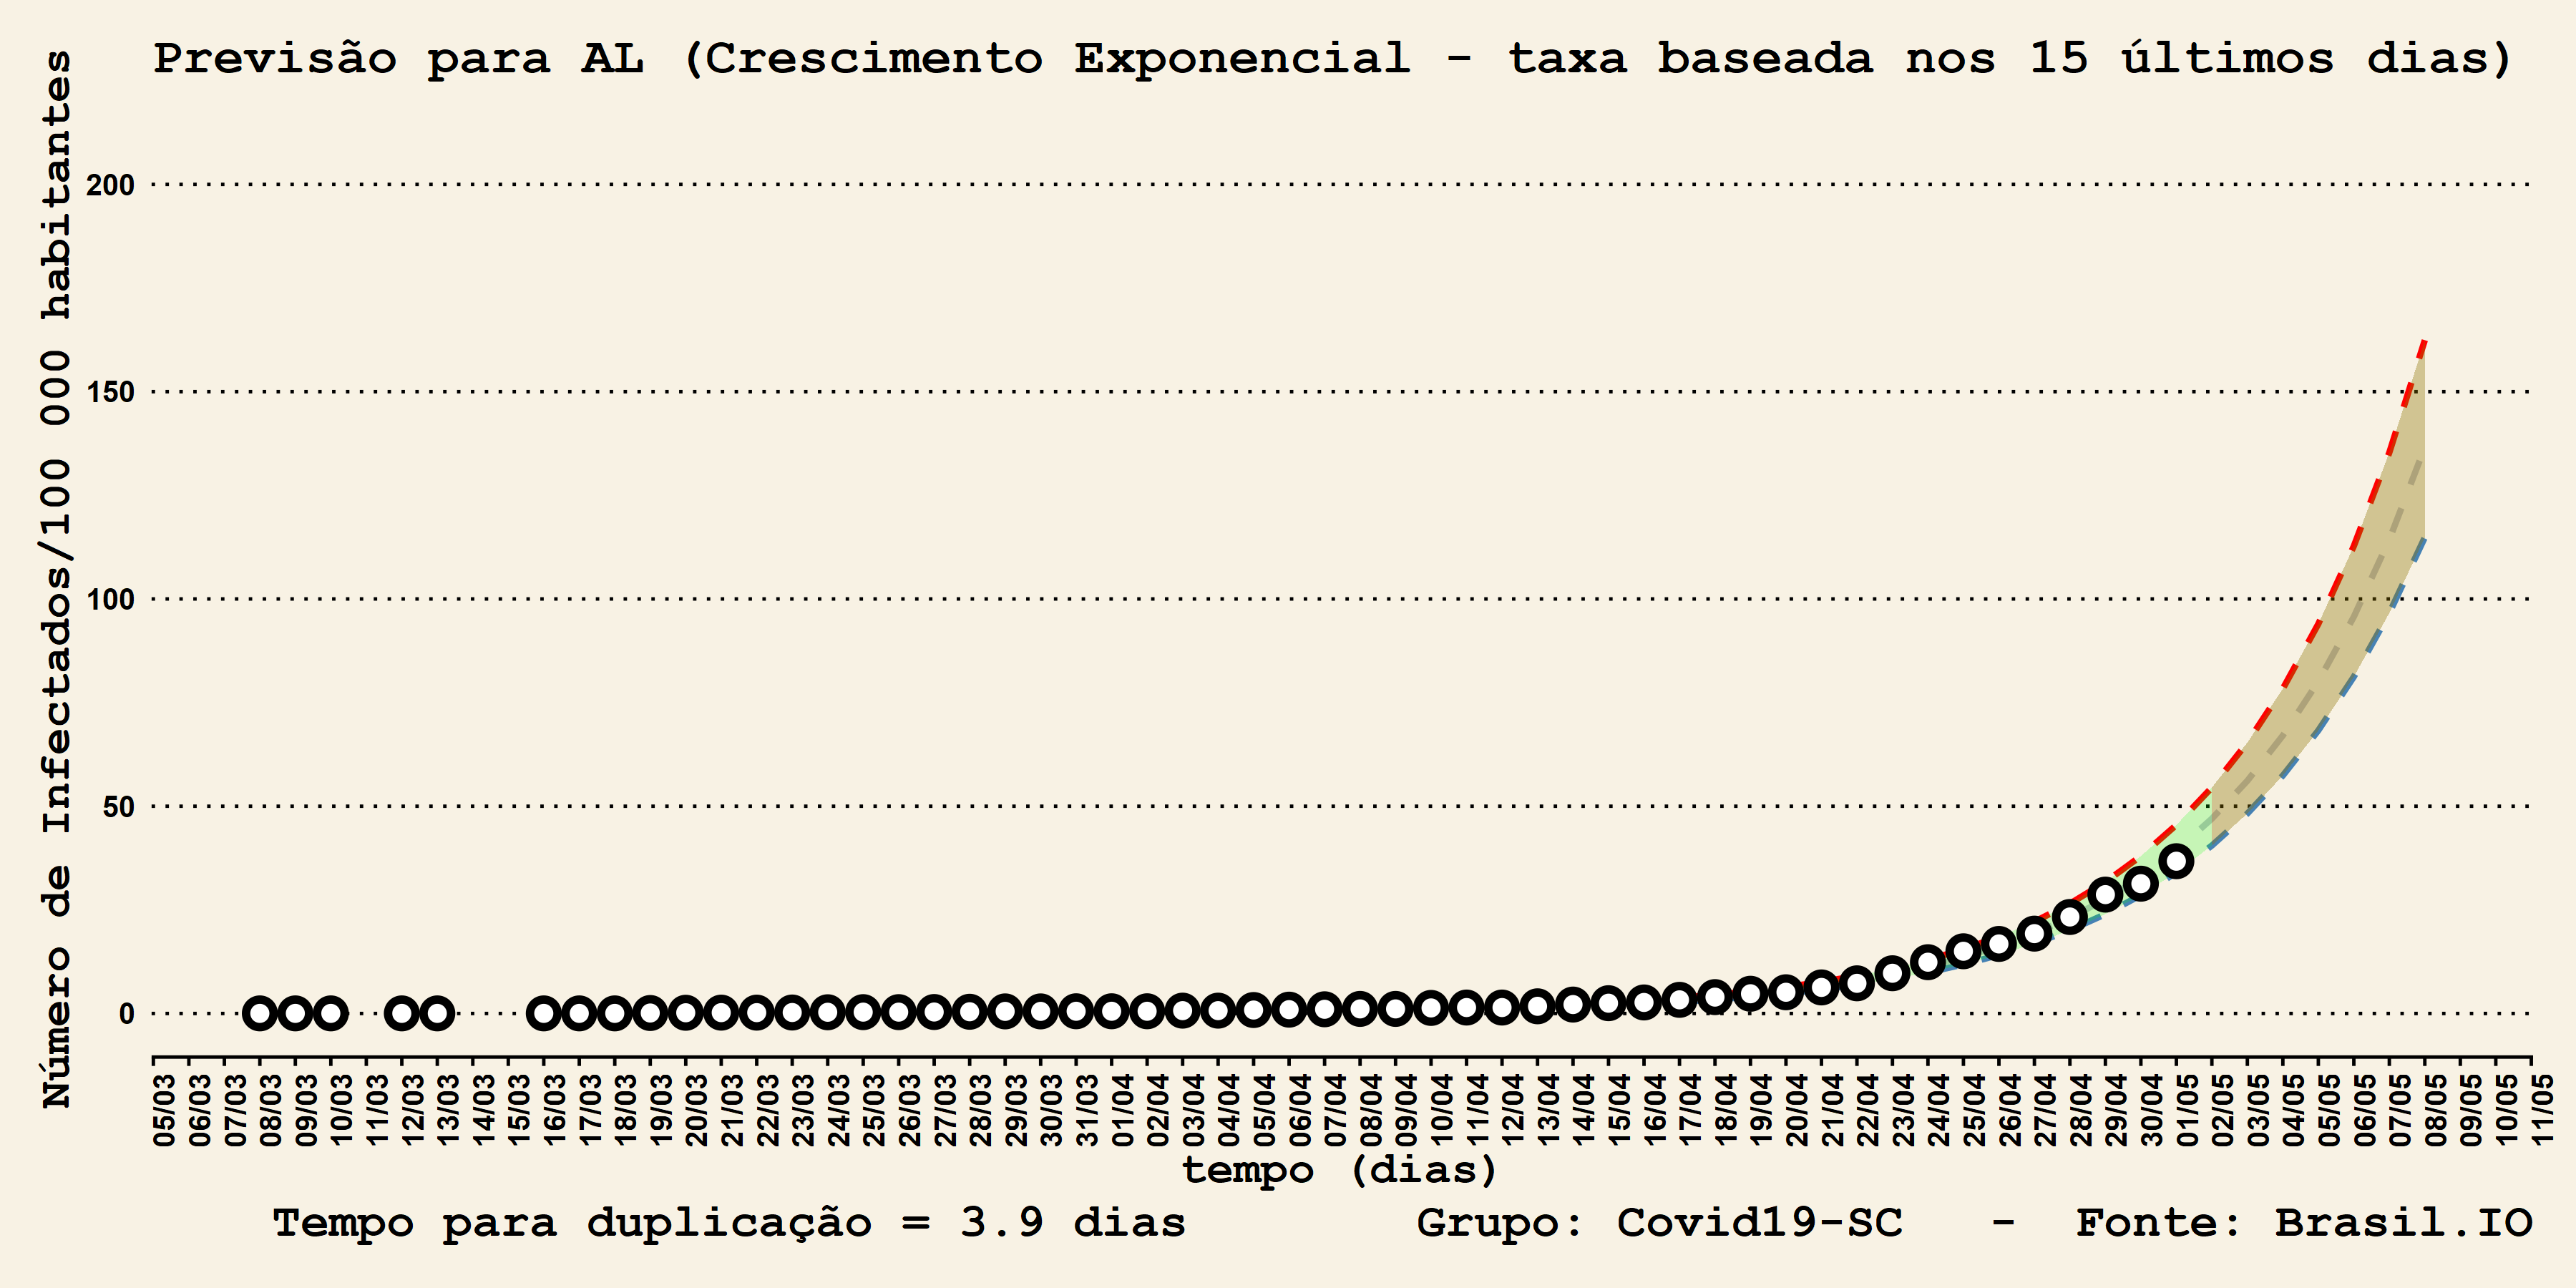 Previsão para AL (Crescimento Exponencial - taxa baseada nos 15 últimos dias)
Número de Infectados/100 000 habitantes
200
150
100
50
0
05/03 06/03 07/03 08/03 09/03 10/03 11/03 12/03 13/03 14/03 15/03 16/03 17/03 18/03 19/03 20/03 21/03 22/03 23/03 24/03 25/03 26/03 27/03 28/03 29/03 30/03 31/03 01/04 02/04 03/04 04/04 05/04 06/04 07/04 08/04 09/04 10/04 11/04 12/04 13/04 14/04 15/04 16/04 17/04 18/04 19/04 20/04 21/04 22/04 23/04 24/04 25/04 26/04 27/04 28/04 29/04 30/04 01/05 02/05 03/05 04/05 05/05 06/05 07/05 08/05 09/05 10/05 11/05
tempo (dias)
Tempo para duplicação = 3.9 dias Grupo: Covid19-SC - Fonte: Brasil.IO